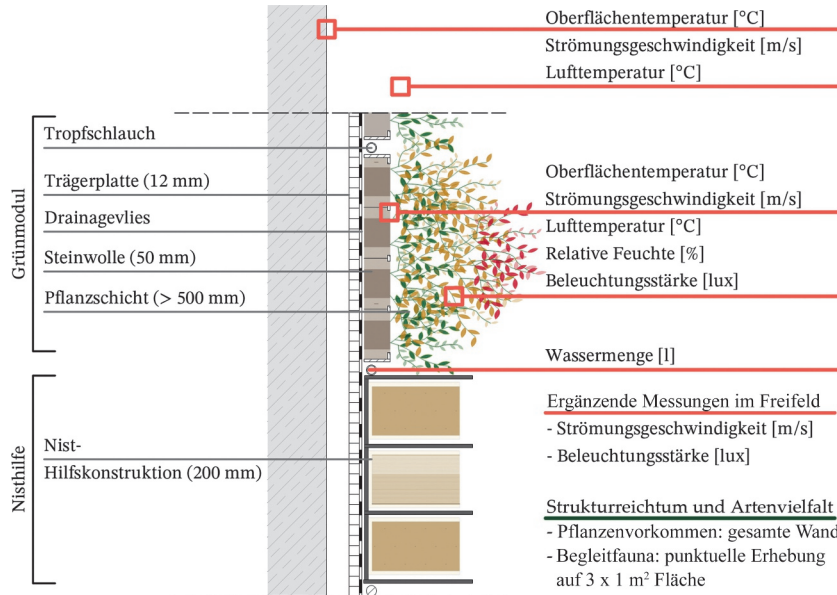 Grünmodul
Tropfschlauch
Trägerplatte (12 mm)
Drainagevlies
Steinwolle (50 mm)
Pflanzschicht (> 500 mm)
Nisthilfe
Nist-
Hilfskonstruktion (200 mm)
Oberflächentemperatur [°C]
Strömungsgeschwindigkeit [m/s]
Lufttemperatur [°C]
Oberflächentemperatur [°C]
Strömungsgeschwindigkeit [m/s]
Lufttemperatur [°C]
Relative Feuchte [%]
Beleuchtungsstärke [lux]
Wassermenge [l]
Ergänzende Messungen im Freifeld
- Strömungsgeschwindigkeit [m/s]
- Beleuchtungsstärke [lux]
Strukturreichtum und Artenvielfalt
- Pflanzenvorkommen: gesamte Wand
- Begleitfauna: punktuelle Erhebung
auf 3 x 1 m² Fläche